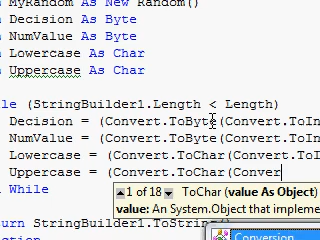 MyRandom As New Random()
Decision As Byte
NumValue As Byte
Lowercase As Char
Uppercase As Char
le (StringBuilder1.Length < Length)
Decision = (Convert.ToByte(Convert.ToIn
NumValue = (Convert.ToByte(Convert.ToIn
Lowercase = (Convert.ToChar(Convert.ToI
Uppercase = (Convert.ToChar(Conver
While
1 of 18 ToChar (value As Object)
value: An System.Object that impleme
urn StringBuilder1.ToString()
Conversion